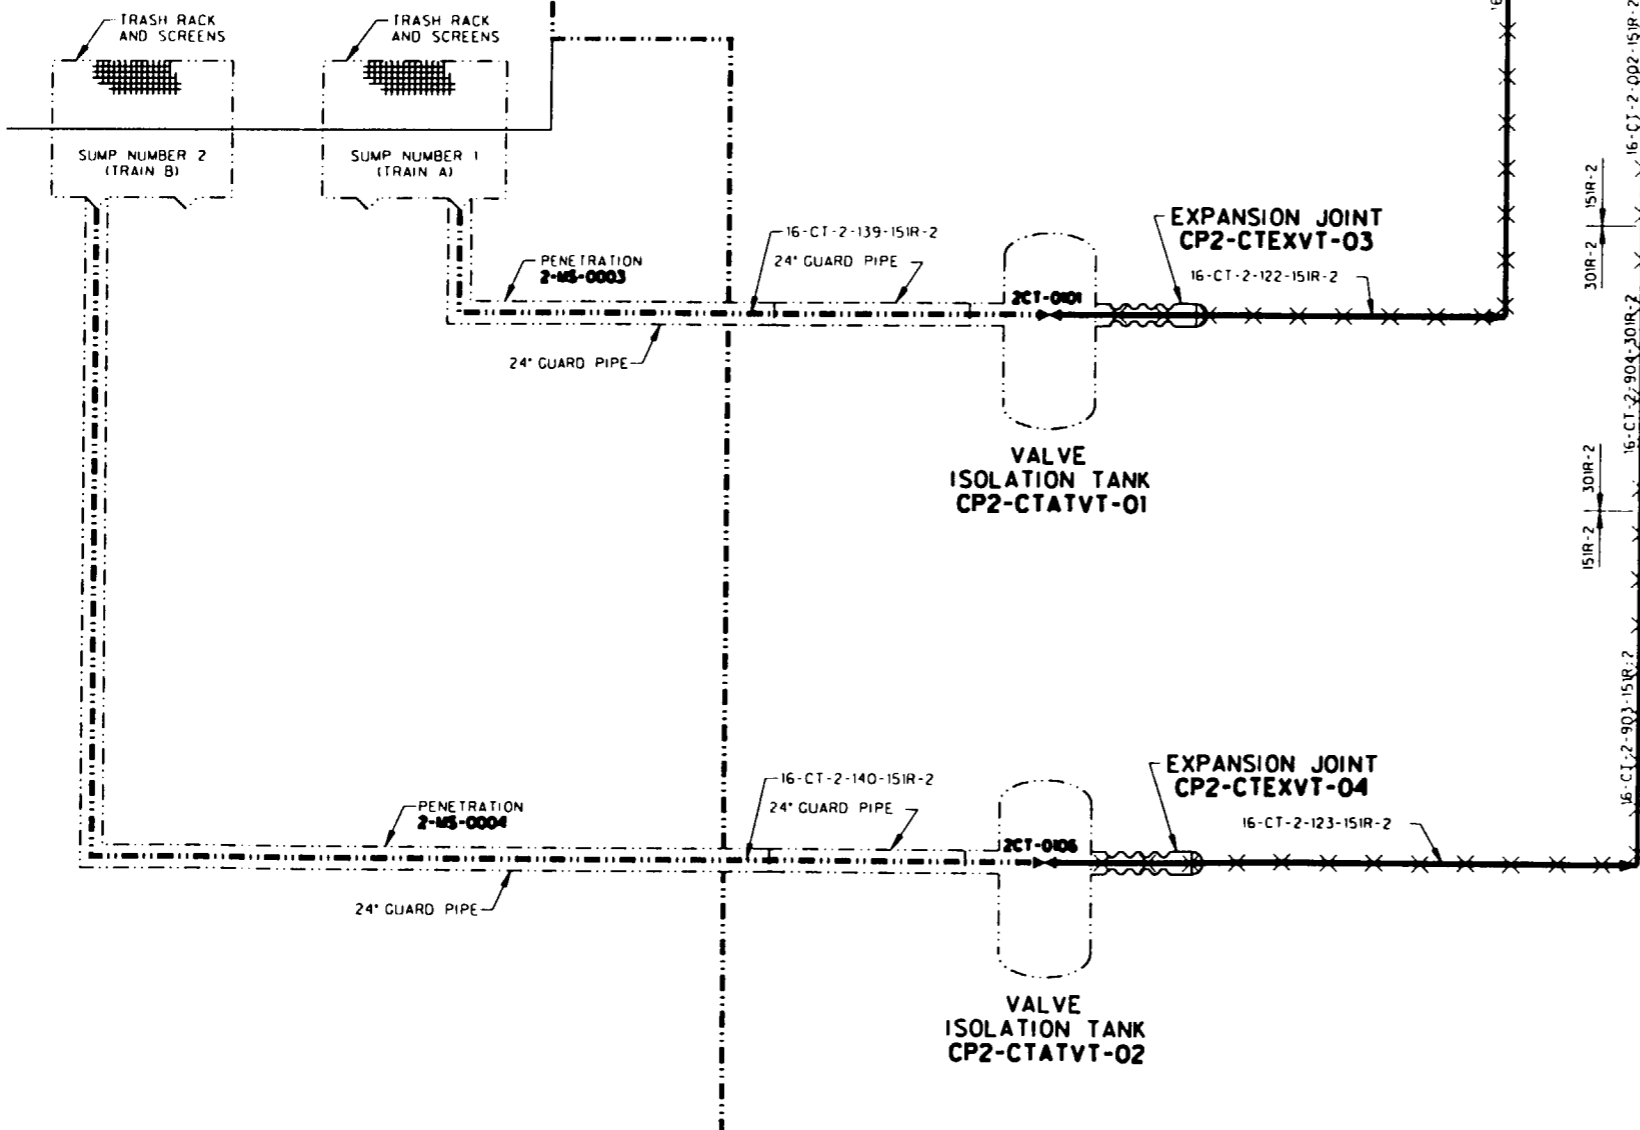 TRASH RACK
AND SCREENS
TRASH RACK
AND SCREENS
SUMP NUMBER 2
(TRAIN B)
SUMP NUMBER 1
(TRAIN A)
PENETRATION
2-MS-0003
16-CT-2-139-151R-2
24" GUARD PIPE
24" GUARD PIPE
2CT-0101
EXPANSION JOINT
CP2-CTEXVT-03
16-CT-2-122-151R-2
VALVE
ISOLATION TANK
CP2-CTATVT-01
16
16-CT-2-002-151R-2
151R-2
301R-2
16-CT-2-904-301R-2
301R-2
151R-2
16-CT-2-903-151R-2
PENETRATION
2-MS-0004
16-CT-2-140-151R-2
24" GUARD PIPE
24" GUARD PIPE
2CT-0105
EXPANSION JOINT
CP2-CTEXVT-04
16-CT-2-123-151R-2
VALVE
ISOLATION TANK
CP2-CTATVT-02